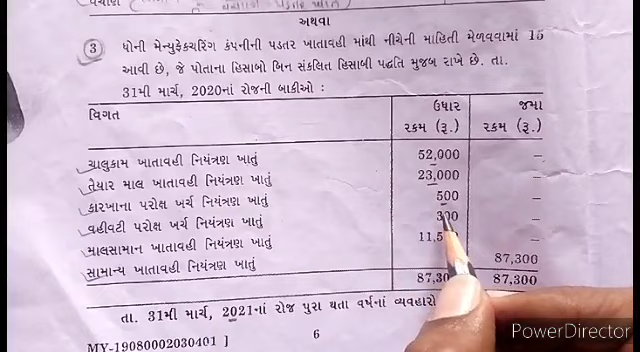 અથવા
3 ધોની મેન્યુફેક્ચરિંગ કંપનીની પડતર ખાતાવહી માંથી નીચેની માહિતી મેળવવામાં 15
આવી છે, જે પોતાના હિસાબો બિન સંકલિત હિસાબી પદ્ધતિ મુજબ રાખે છે. તા.
31મી માર્ચ, 2020નાં રોજની બાકીઓ :
વિગત ઉધાર જમા
રકમ (રૂ.) રકમ (રૂ.)
ચાલુકામ ખાતાવહી નિયંત્રણ ખાતું 52,000 –
તૈયાર માલ ખાતાવહી નિયંત્રણ ખાતું 23,000 –
કારખાના પરોક્ષ ખર્ચ નિયંત્રણ ખાતું 500 –
વહીવટી પરોક્ષ ખર્ચ નિયંત્રણ ખાતું 300 –
માલસામાન ખાતાવહી નિયંત્રણ ખાતું –
સામાન્ય ખાતાવહી નિયંત્રણ ખાતું 87,300
87,300
તા. 31મી માર્ચ, 2021નાં રોજ પુરા થતા વર્ષનાં વ્યવહારો
MY-19080002030401 ] 6
PowerDirector